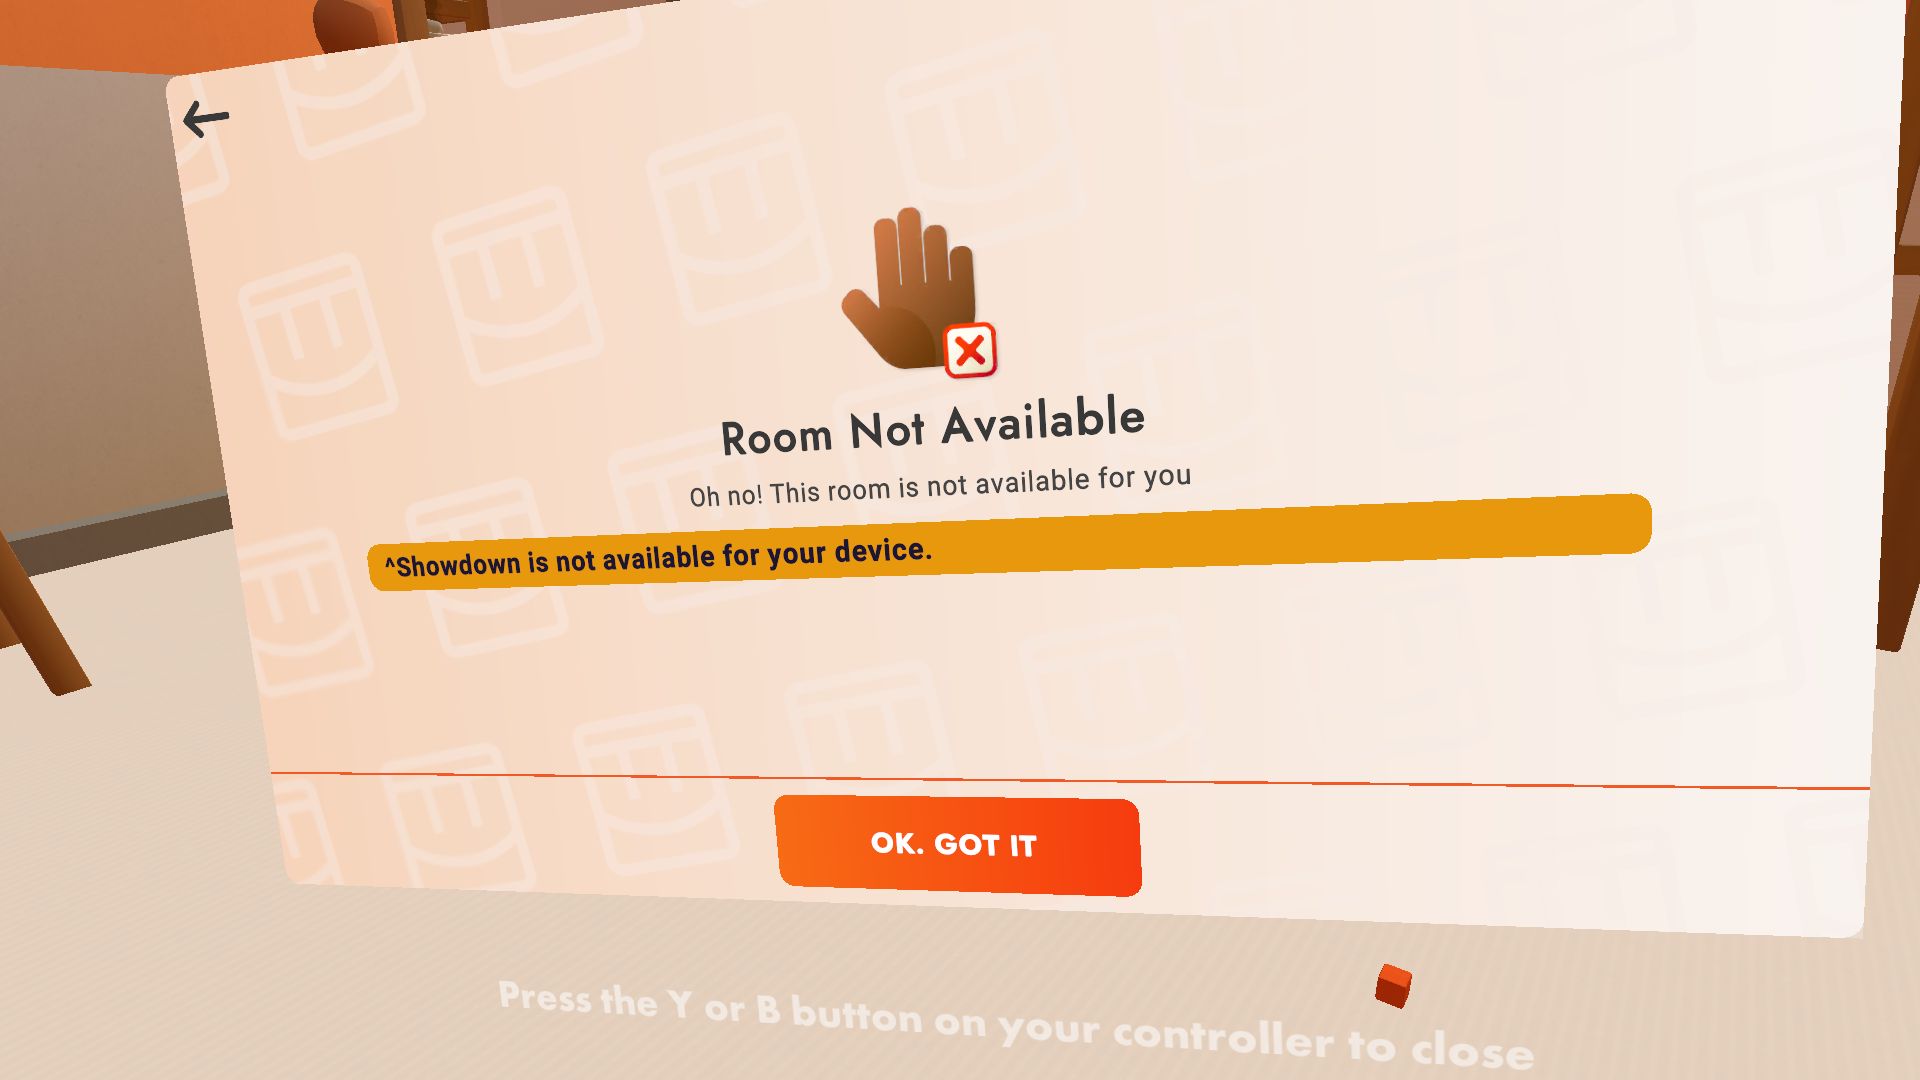 Room Not Available
Oh no! This room is not available for you
^Showdown is not available for your device.
OK. GOT IT
Press the Y or B button on your controller to close